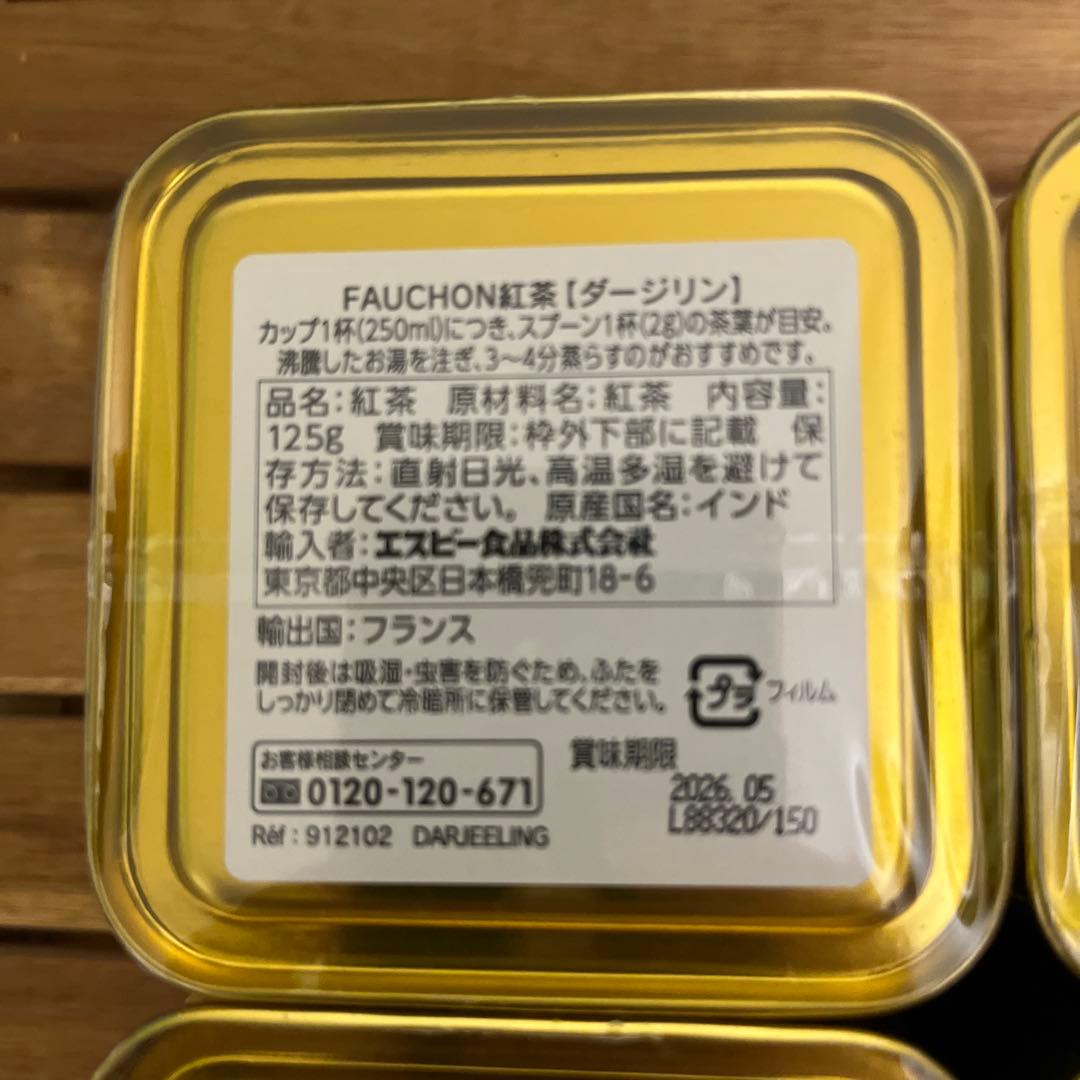 FAUCHON紅茶【ダージリン】
カップ1杯(250ml)につき、スプーン1杯(2g)の茶葉が目安。
沸騰したお湯を注ぎ、3〜4分蒸らすのがおすすめです。
品名：紅茶 原材料名：紅茶 内容量：
125g 賞味期限：枠外下部に記載 保
存方法：直射日光、高温多湿を避けて
保存してください。 原産国名：インド
輸入者：エスビー食品株式会社
東京都中央区日本橋兜町18-6
輸出国：フランス
開封後は吸湿・虫害を防ぐため、ふたを
しっかり閉めて冷暗所に保管してください。
プラ フィルム
お客様相談センター
0120-120-671
賞味期限
2026.05
L88320/150
Réf : 912102 DARJEELING